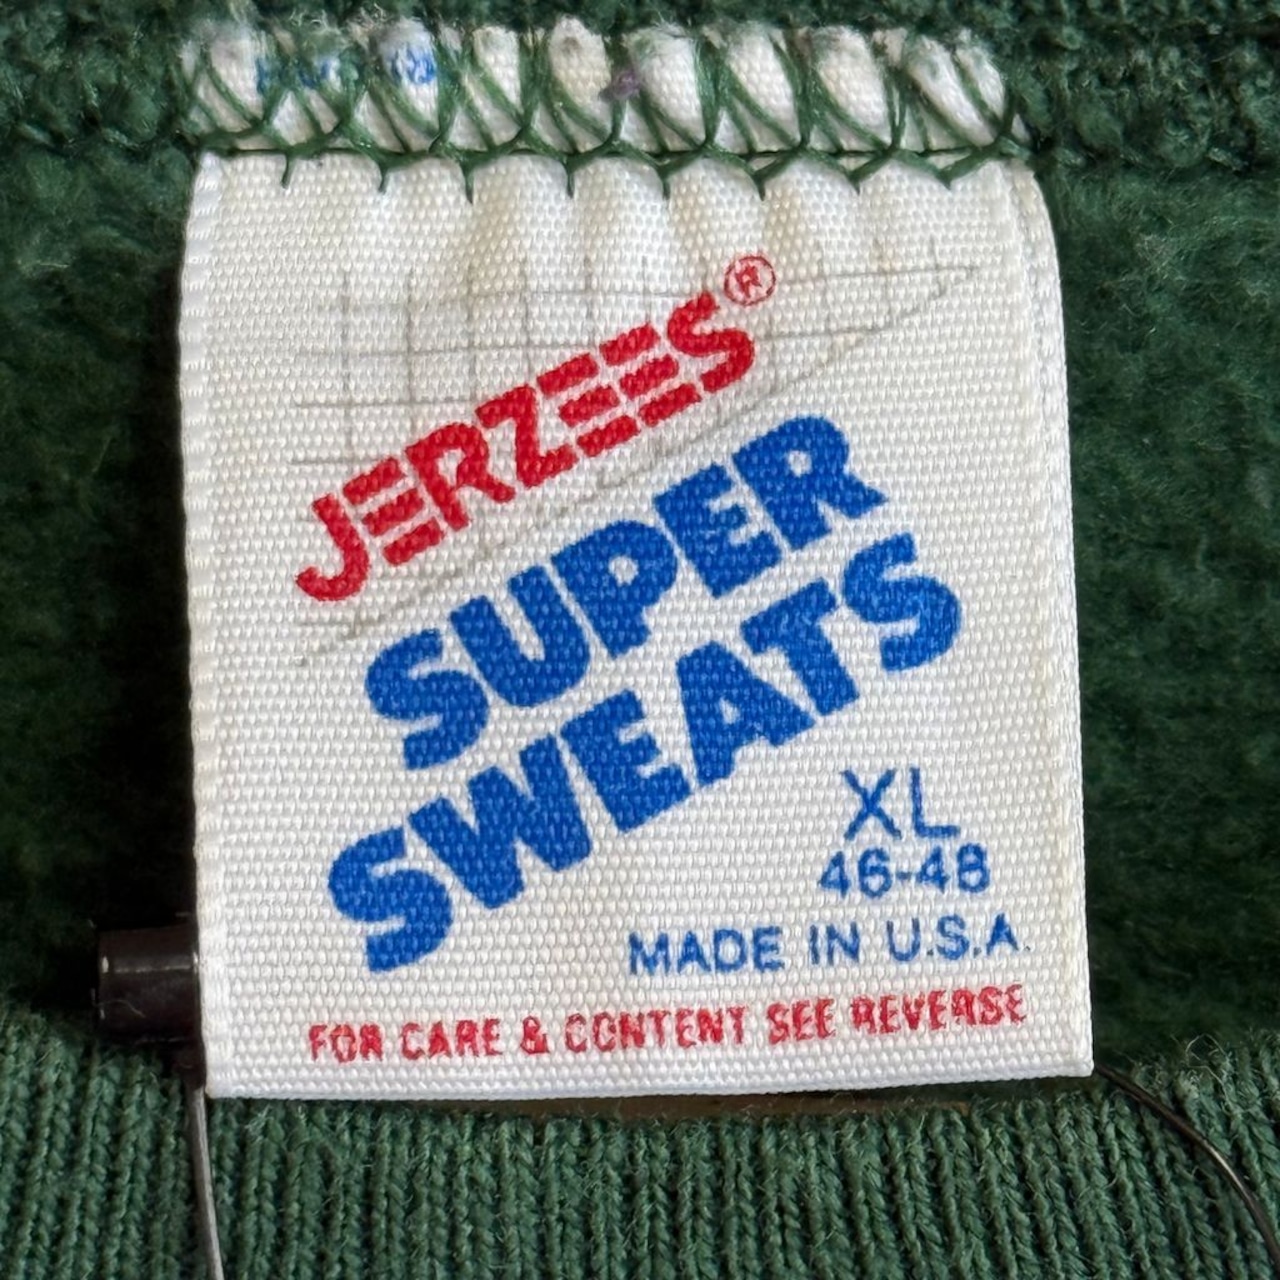 JERZEES®
SUPER
SWEATS
XL
46-48
MADE IN U.S.A.
FOR CARE & CONTENT SEE REVERSE